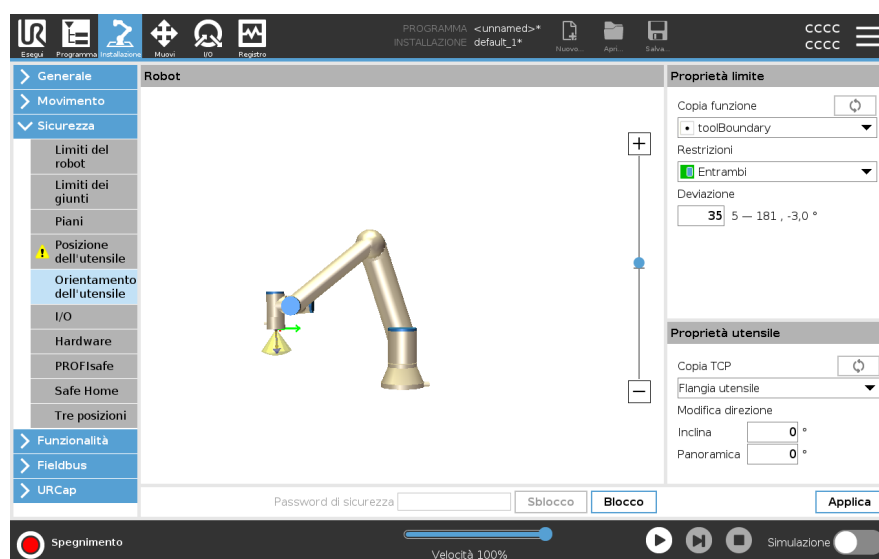 PROGRAMMA <unnamed>*
INSTALLAZIONE default_1*
Esegui
Programma
Installazione
Muovi
I/O
Registro
Nuovo...
Apri...
Salva...
cccc
cccc
Generale
Movimento
Sicurezza
Limiti del
robot
Limiti dei
giunti
Piani
Posizione
dell'utensile
Orientamento
dell'utensile
I/O
Hardware
PROFIsafe
Safe Home
Tre posizioni
Funzionalità
Fieldbus
URCap
Robot
Password di sicurezza
Sblocco
Blocco
Proprietà limite
Copia funzione
toolBoundary
Restrizioni
Entrambi
Deviazione
35 5 — 181 , -3,0 °
Proprietà utensile
Copia TCP
Flangia utensile
Modifica direzione
Inclina 0 °
Panoramica 0 °
Applica
Spegnimento
Velocità 100%
Simulazione